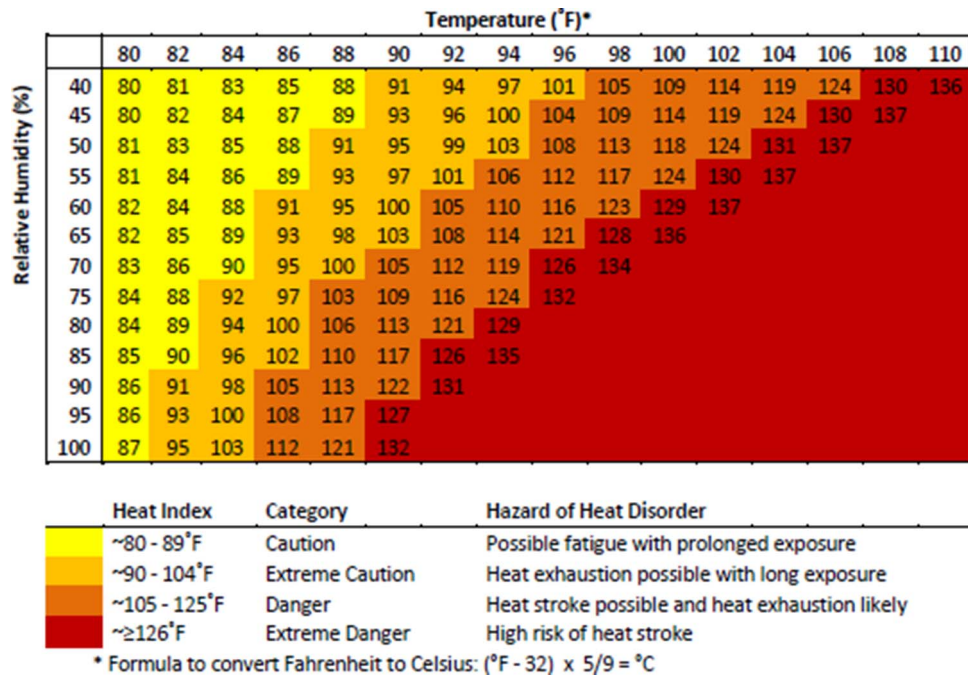 Temperature (˚F)*
80 82 84 86 88 90 92 94 96 98 100 102 104 106 108 110
Relative Humidity (%)
40 80 81 83 85 88 91 94 97 101 105 109 114 119 124 130 136
45 80 82 84 87 89 93 96 100 104 109 114 119 124 130 137
50 81 83 85 88 91 95 99 103 108 113 118 124 131 137
55 81 84 86 89 93 97 101 106 112 117 124 130 137
60 82 84 88 91 95 100 105 110 116 123 129 137
65 82 85 89 93 98 103 108 114 121 128 136
70 83 86 90 95 100 105 112 119 126 134
75 84 88 92 97 103 109 116 124 132
80 84 89 94 100 106 113 121 129
85 85 90 96 102 110 117 126 135
90 86 91 98 105 113 122 131
95 86 93 100 108 117 127
100 87 95 103 112 121 132
Heat Index Category Hazard of Heat Disorder
~80 - 89˚F Caution Possible fatigue with prolonged exposure
~90 - 104˚F Extreme Caution Heat exhaustion possible with long exposure
~105 - 125˚F Danger Heat stroke possible and heat exhaustion likely
~≥126˚F Extreme Danger High risk of heat stroke
* Formula to convert Fahrenheit to Celsius: (⁰F - 32) x 5/9 = ⁰C